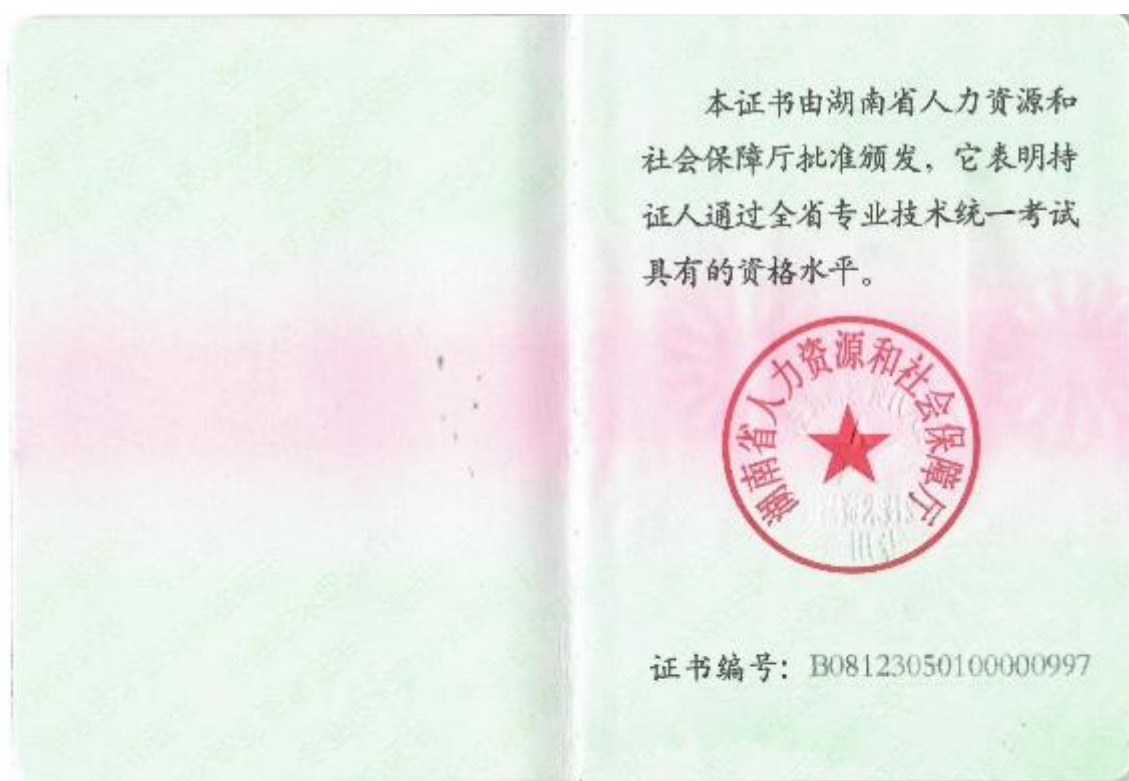 本证书由湖南省人力资源和
社会保障厅批准颁发，它表明持
证人通过全省专业技术统一考试
具有的资格水平。
湖南省人力资源和社会保障厅
证书编号：B08123050100000997